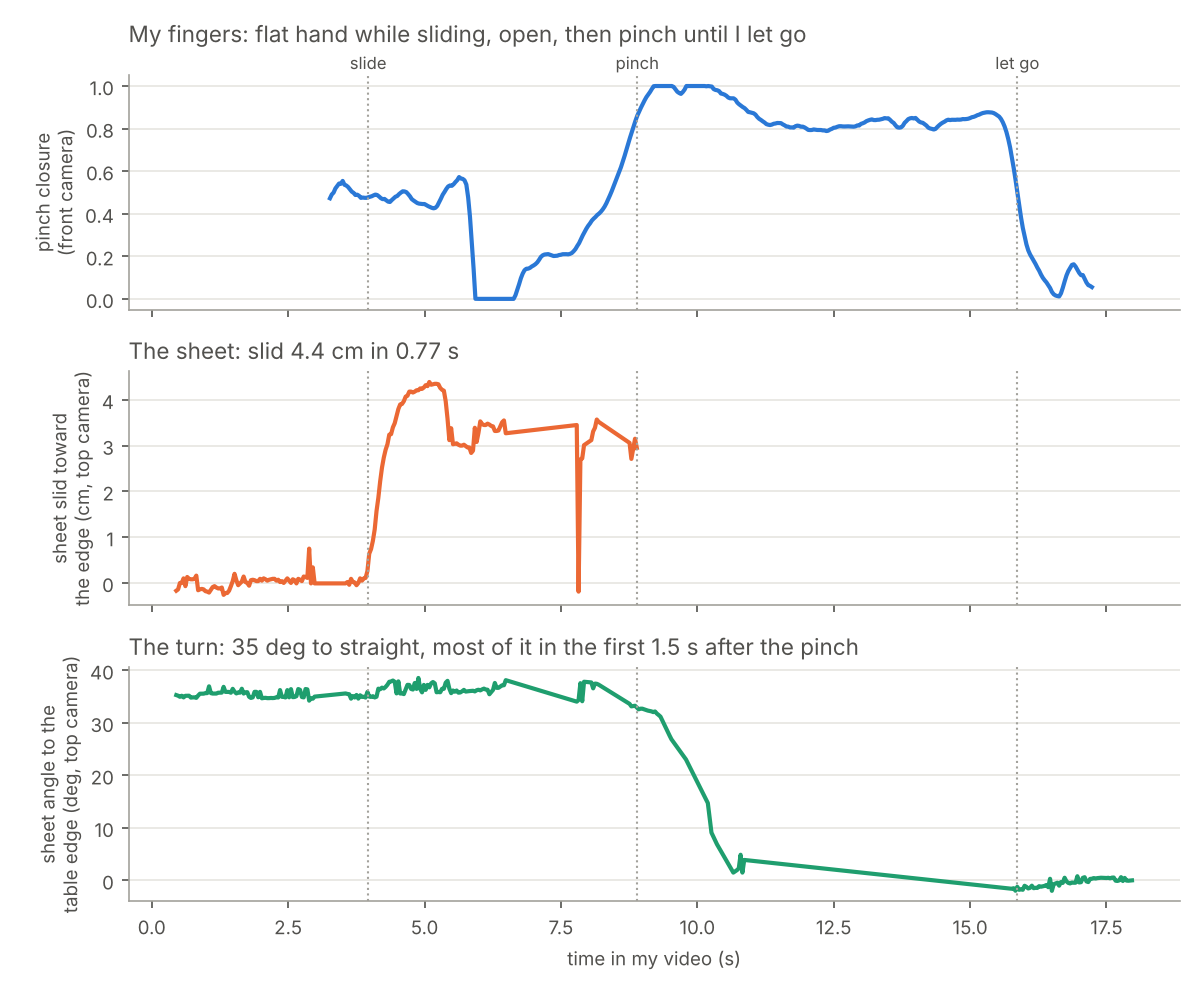 My fingers: flat hand while sliding, open, then pinch until I let go
slide
pinch
let go
pinch closure
(front camera)
1.0
0.8
0.6
0.4
0.2
0.0
The sheet: slid 4.4 cm in 0.77 s
sheet slid toward
the edge (cm, top camera)
4
3
2
1
0
The turn: 35 deg to straight, most of it in the first 1.5 s after the pinch
sheet angle to the
table edge (deg, top camera)
40
30
20
10
0
0.0
2.5
5.0
7.5
10.0
12.5
15.0
17.5
time in my video (s)